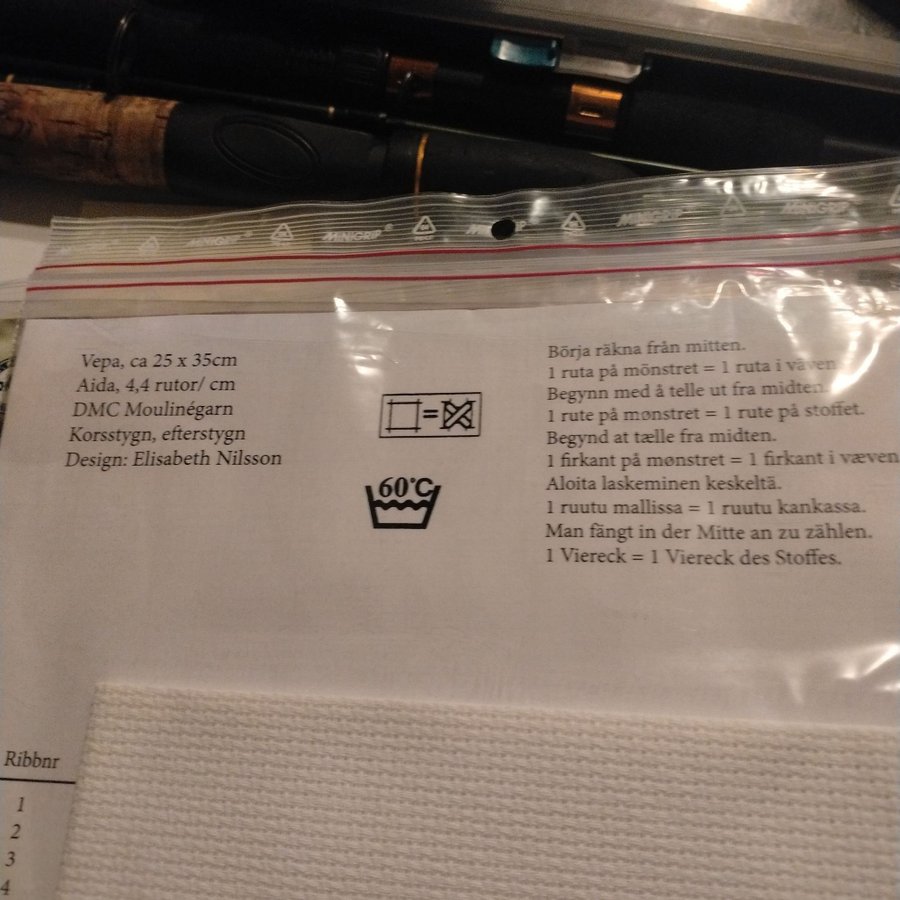 MINIGRIP® MINIGRIP® MINIGRIP® MINIGRIP®
Vepa, ca 25 x 35cm
Aida, 4,4 rutor/ cm
DMC Moulinégarn
Korsstygn, efterstygn
Design: Elisabeth Nilsson
=
60°C
Börja räkna från mitten.
1 ruta på mönstret = 1 ruta i väven
Begynn med å telle ut fra midten.
1 rute på mønstret = 1 rute på stoffet.
Begynd at tælle fra midten.
1 firkant på mønstret = 1 firkant i væven
Aloita laskeminen keskeltä.
1 ruutu mallissa = 1 ruutu kankassa.
Man fängt in der Mitte an zu zählen.
1 Viereck = 1 Viereck des Stoffes.
Ribbnr
1
2
3
4